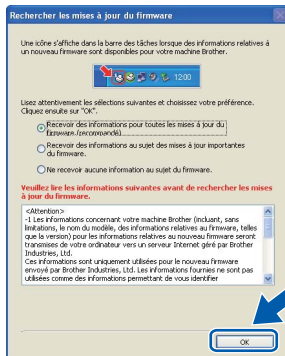 Rechercher les mises à jour du firmware
Une icône s'affiche dans la barre des tâches lorsque des informations relatives á
un nouveau firmware sont disponibles pour votre machine Brother.
1200
Lisez attentivement les sélections suivantes et choisissez votre préférence.
Cliquez ensuite sur "OK".
Recevoir des informations pour toutes les mises á jour du
firmware.(recommandé)
Recevoir des informations au sujet des mises á jour importantes
du firmware.
Ne recevoir aucune information au sujet du firmware.
Veuillez lire les informations suivantes avant de rechercher les mises
á jour du firmware.
<Attention>
-1 Les informations concernant votre machine Brother (incluant, sans
limitations, le nom du modèle, des informations relatives au firmware, telles
que la version) pour les informations relatives au nouveau firmware seront
transmises de votre ordinateur vers un serveur Internet géré par Brother
Industries, Ltd.
Ces informations sont uniquement utilisées pour le nouveau firmware
envoyé par Brother Industries, Ltd. Les informations fournies ne sont pas
utilisées comme des informations permettant de vous identifier
OK